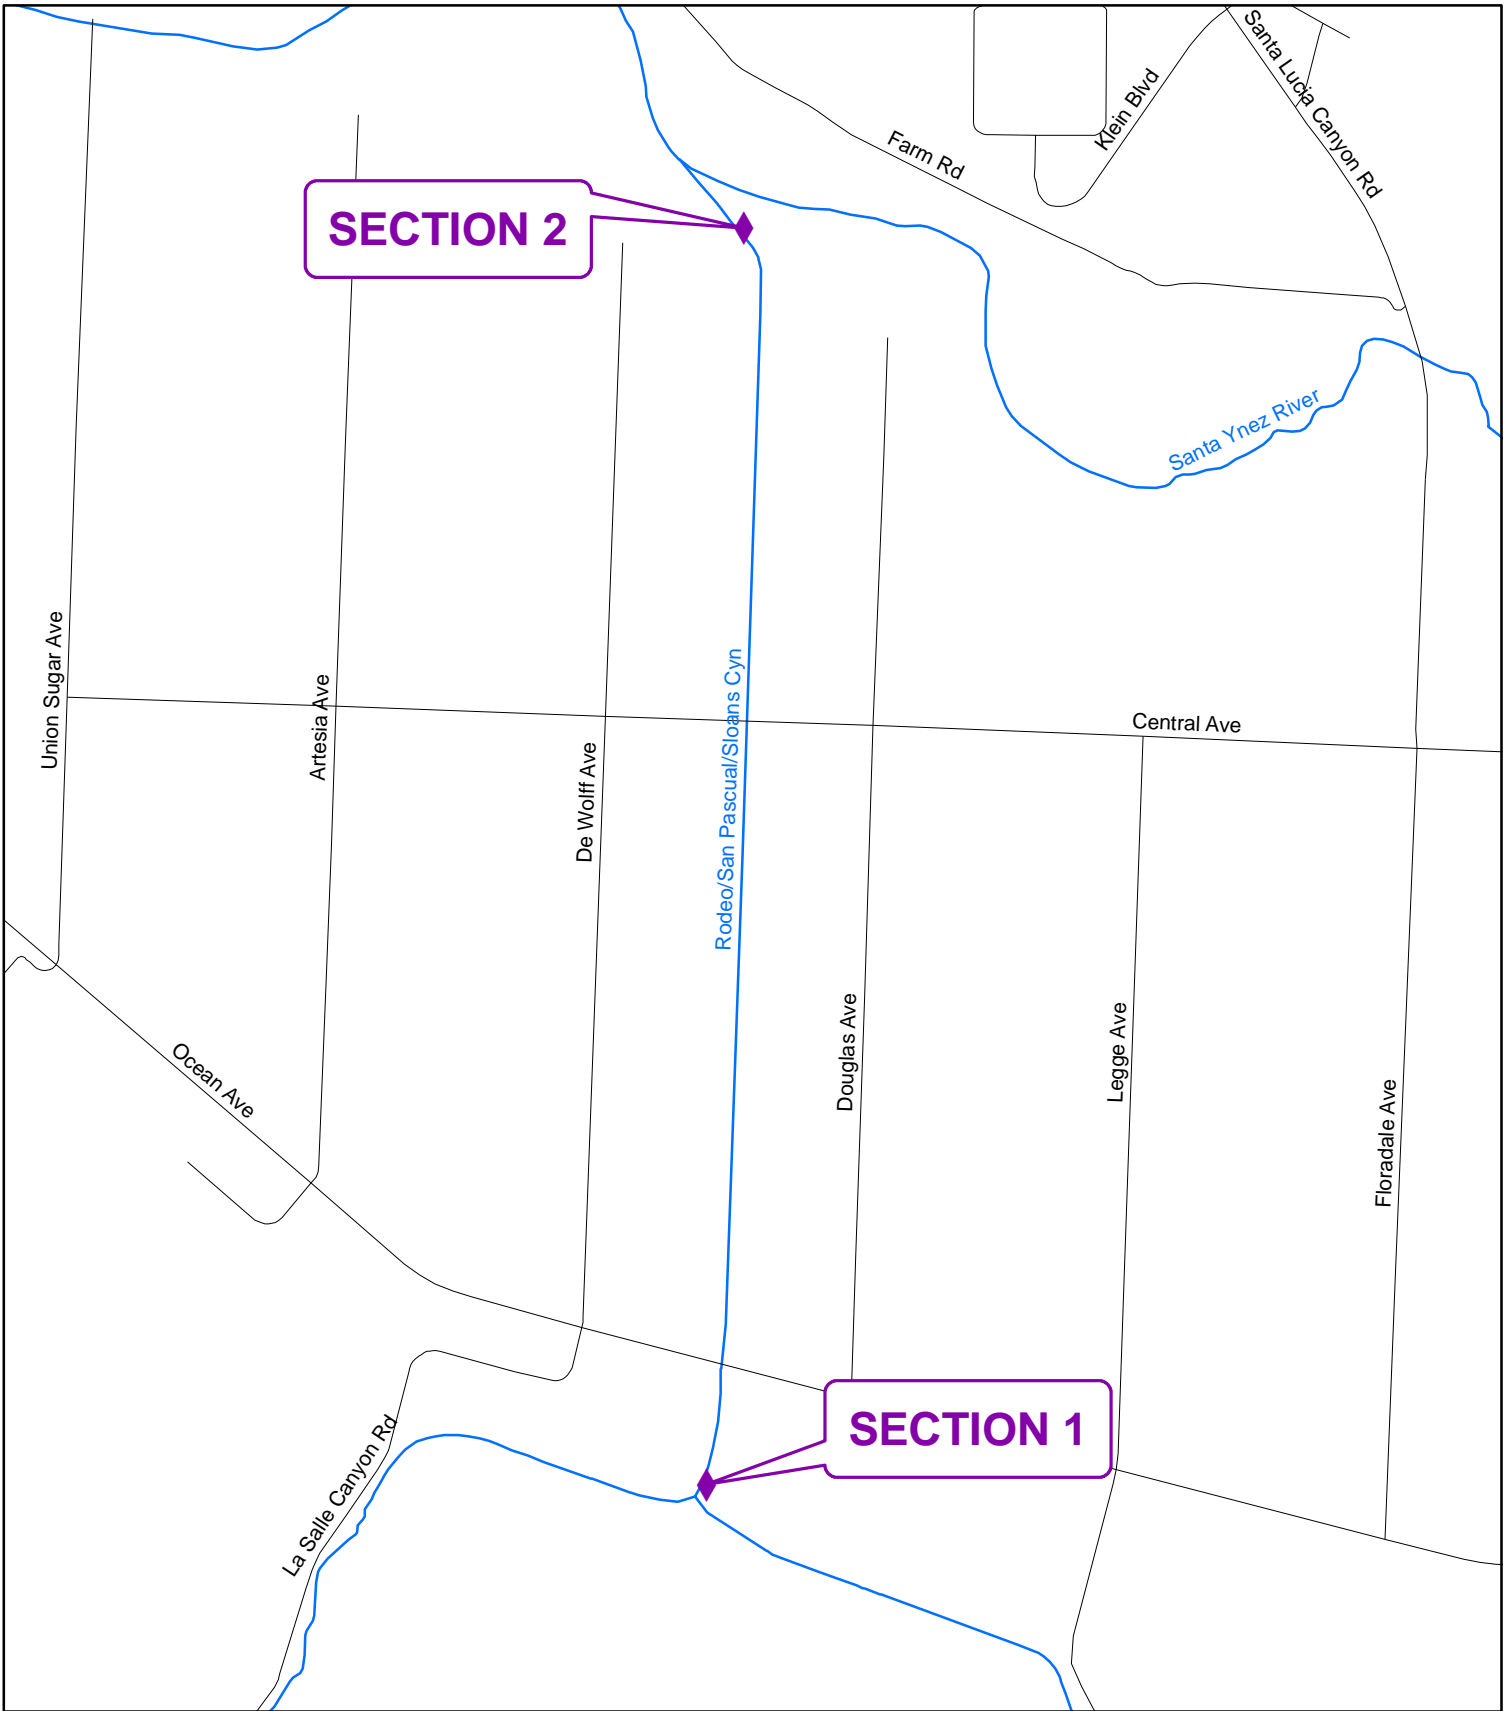 Santa Lucia Canyon Rd
Klein Blvd
Farm Rd
SECTION 2
Santa Ynez River
Union Sugar Ave
Artesia Ave
De Wolff Ave
Rodeo/San Pascual/Sloans Cyn
Central Ave
Douglas Ave
Legge Ave
Floradale Ave
Ocean Ave
SECTION 1
La Salle Canyon Rd